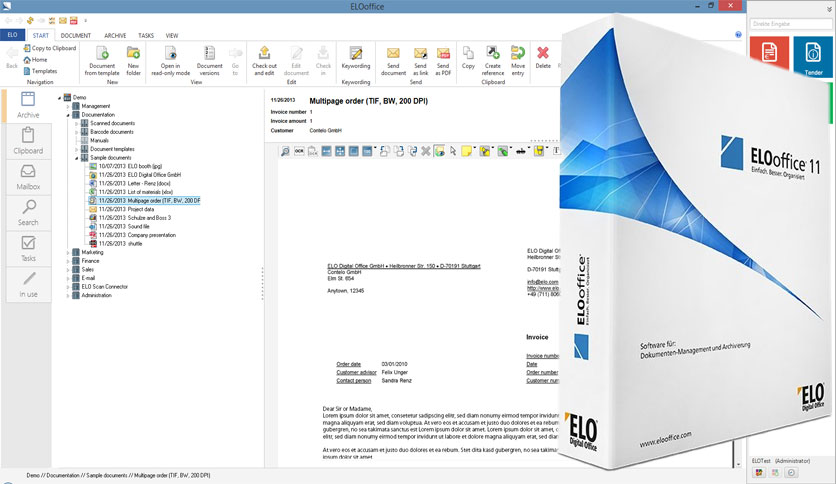 ELOoffice
ELO START DOCUMENT ARCHIVE TASKS VIEW
Back
Copy to Clipboard
Home
Templates
Navigation
Document from template
New folder
New
Open in read-only mode
Document versions
Go to
View
Check out and edit
Edit document
Check in
Edit
Keywording
Keywording
Send document
Send as link
Send as PDF
Send
Copy
Create reference
Move entry
Clipboard
Delete
Direkte Eingabe
Tender
Archive
Clipboard
Mailbox
Search
Tasks
In use
Demo
Management
Documentation
Scanned documents
Barcode documents
Manuals
Document templates
Sample documents
10/07/2013 ELO booth (jpg)
11/26/2013 ELO Digital Office GmbH
11/26/2013 Letter - Renz (docx)
11/26/2013 List of materials (xlsx)
11/26/2013 Multipage order (TIF, BW, 200 DP
11/26/2013 Project data
11/26/2013 Schulze and Boss 3
11/26/2013 Sound file
11/26/2013 Company presentation
11/26/2013 shuttle
Marketing
Finance
Sales
E-mail
ELO Scan Connector
Administration
11/26/2013 Multipage order (TIF, BW, 200 DPI)
Invoice number 1
Invoice amount 1
Customer Contelo GmbH
OCR
ELO Digital Office GmbH • Heilbronner Str. 150 • D-70191 Stuttgart
Contelo GmbH
Elm St. 654
Anytown, 12345
ELO Digital Of
Heilbronner Str
D-70191 Stutt
info@elo.com
http://www.elo
+49 (711) 806
Invoice
Invoice numb
Date
Order number
Customer num
Order date 03/01/2010
Customer advisor Felix Unger
Contact person Sandra Renz
Dear Sir or Madame,
Lorem ipsum dolor sit amet, consetetur sadipscing elitr, sed diam nonumy eirmod tempor invidunt
magna aliquyam erat, sed diam voluptua. At vero eos et accusam et justo duo dolores et ea rebum.
gubergren, no sea takimata sanctus est Lorem ipsum dolor sit amet. Lorem ipsum dolor sit amet,
sed diam nonumy eirmod tempor invidunt ut labore et dolore magna aliquyam erat, sed diam
At vero eos et accusam et justo duo dolores et ea rebum. Stet clita kasd gubergren, no sea
ipsum dolor sit amet.
ELOoffice 11
Einfach. Besser. Organisiert.
ELOoffice
Einfach. Besser. Organisiert.
Software für:
Dokumenten-Management und Archivierung
www.elooffice.com
ELO
Digital Office
ELO
Digital Office
ELOTest (Administrator)
Demo // Documentation // Sample documents // Multipage order (TIF, BW, 200 DPI)